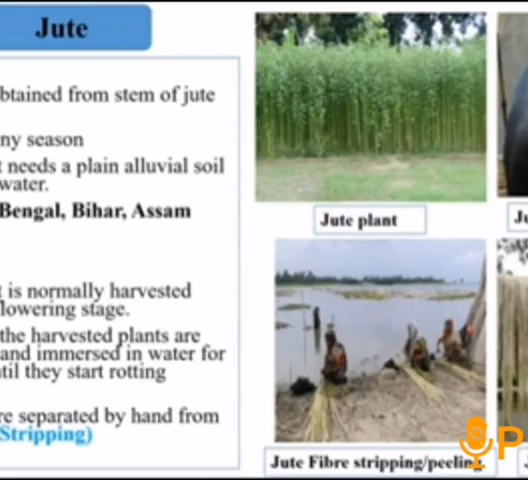 Jute
btained from stem of jute
ny season
t needs a plain alluvial soil
water.
Bengal, Bihar, Assam
t is normally harvested
lowering stage.
the harvested plants are
and immersed in water for
til they start rotting
re separated by hand from
Stripping)
Jute plant
Ju
Jute Fibre stripping/peeling
P
J